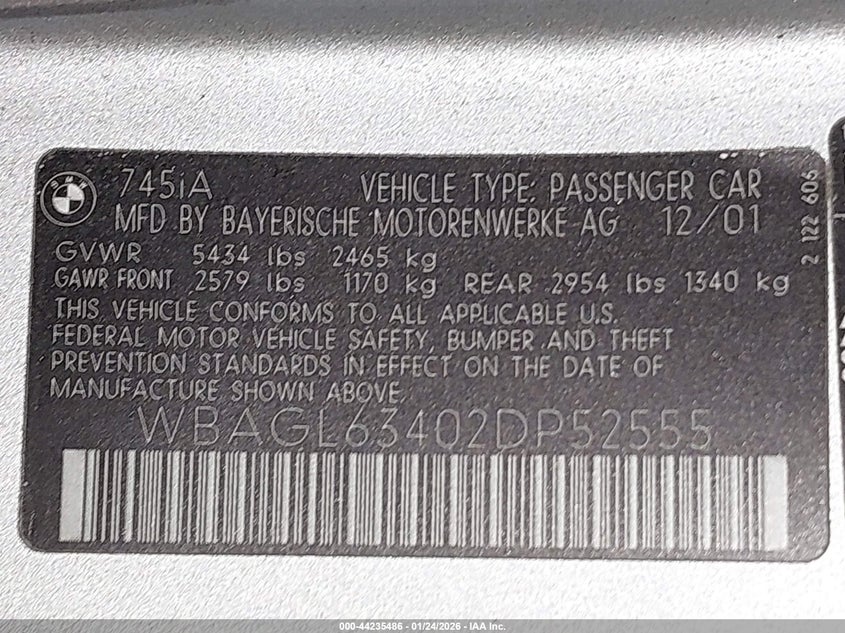 745iA VEHICLE TYPE: PASSENGER CAR
MFD BY BAYERISCHE MOTORENWERKE AG 12/01
GVWR 5434 lbs 2465 kg
GAWR FRONT 2579 lbs 1170 kg REAR 2954 lbs 1340 kg
THIS VEHICLE CONFORMS TO ALL APPLICABLE U.S.
FEDERAL MOTOR VEHICLE SAFETY, BUMPER AND THEFT
PREVENTION STANDARDS IN EFFECT ON THE DATE OF
MANUFACTURE SHOWN ABOVE.
WBAGL63402DP52555
2 122 606
000-44235486 - 01/24/2026 - IAA Inc.